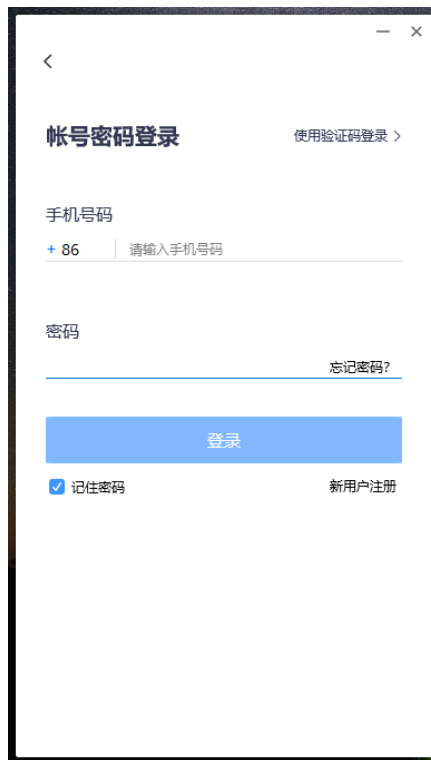 帐号密码登录
使用验证码登录 >
手机号码
+ 86 请输入手机号码
密码
忘记密码?
登录
记住密码 新用户注册